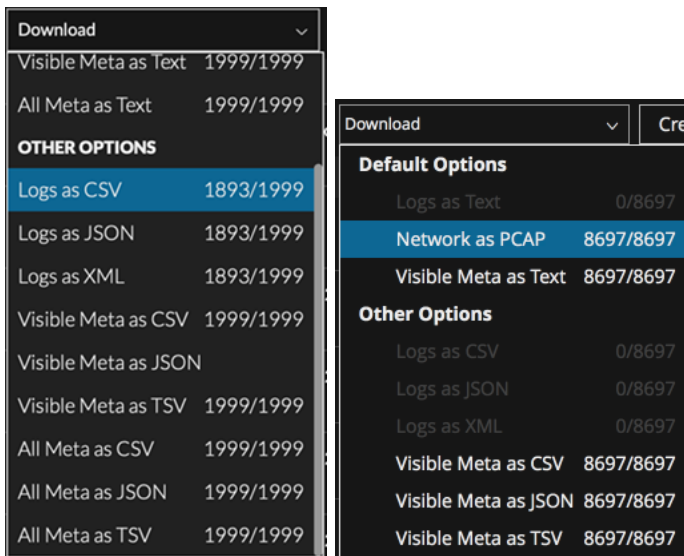 Download
Visible Meta as Text 1999/1999
All Meta as Text 1999/1999
OTHER OPTIONS
Logs as CSV 1893/1999
Logs as JSON 1893/1999
Logs as XML 1893/1999
Visible Meta as CSV 1999/1999
Visible Meta as JSON
Visible Meta as TSV 1999/1999
All Meta as CSV 1999/1999
All Meta as JSON 1999/1999
All Meta as TSV 1999/1999
Download Cre
Default Options
Logs as Text 0/8697
Network as PCAP 8697/8697
Visible Meta as Text 8697/8697
Other Options
Logs as CSV 0/8697
Logs as JSON 0/8697
Logs as XML 0/8697
Visible Meta as CSV 8697/8697
Visible Meta as JSON 8697/8697
Visible Meta as TSV 8697/8697